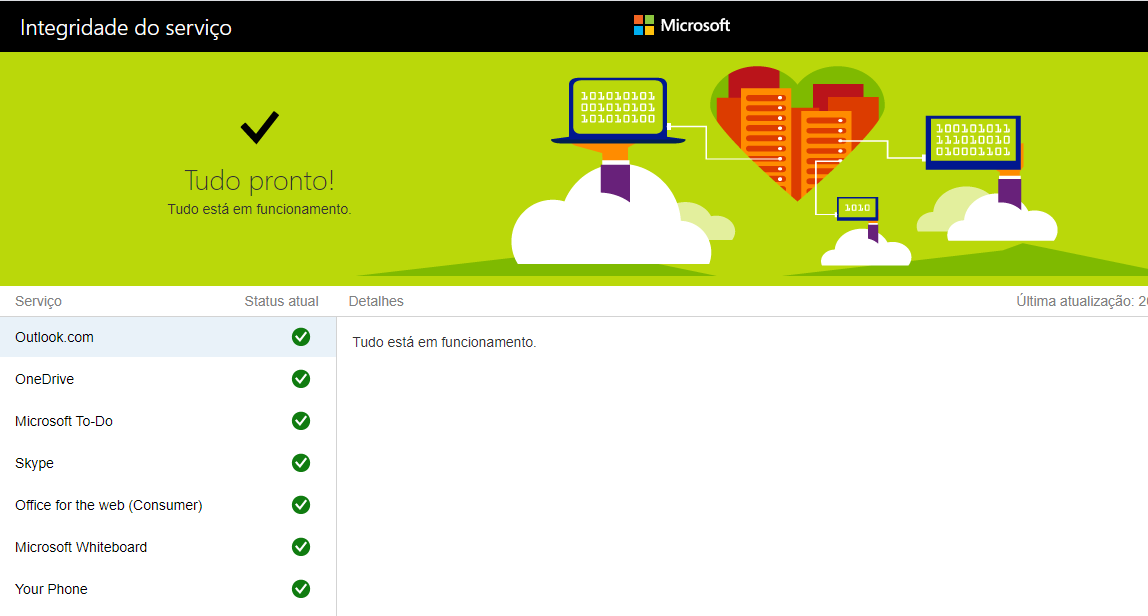 Integridade do serviço
Microsoft
101010101
001010101
101010100
100101011
111010010
010001101
1010
Tudo pronto!
Tudo está em funcionamento.
Serviço Status atual Detalhes Última atualização: 20
Outlook.com
Tudo está em funcionamento.
OneDrive
Microsoft To-Do
Skype
Office for the web (Consumer)
Microsoft Whiteboard
Your Phone